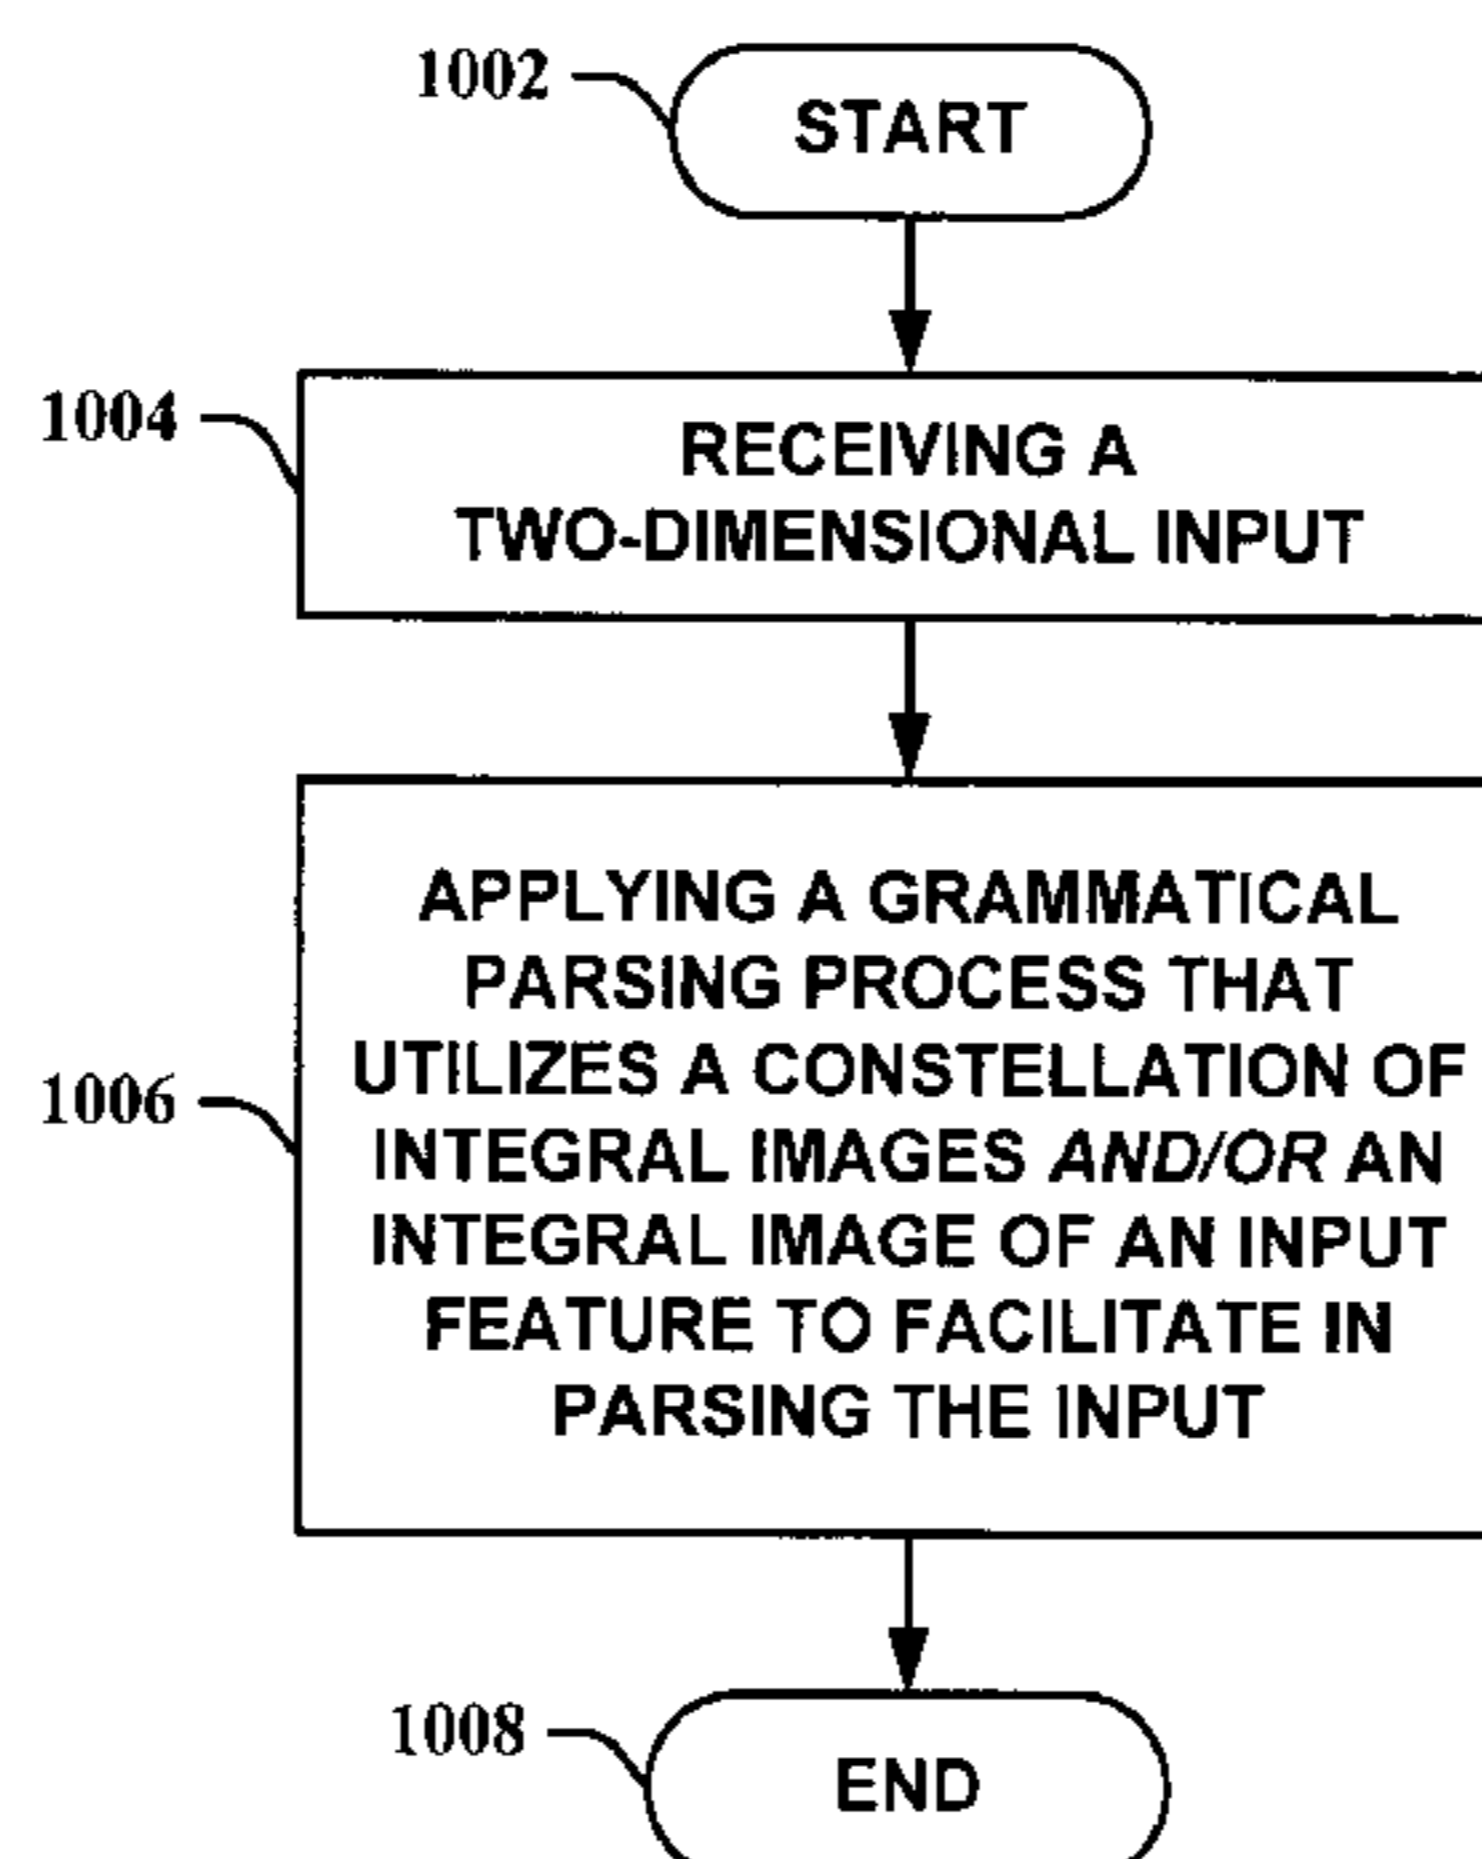 1002
START
1004
RECEIVING A
TWO-DIMENSIONAL INPUT
1006
APPLYING A GRAMMATICAL
PARSING PROCESS THAT
UTILIZES A CONSTELLATION OF
INTEGRAL IMAGES AND/OR AN
INTEGRAL IMAGE OF AN INPUT
FEATURE TO FACILITATE IN
PARSING THE INPUT
1008
END